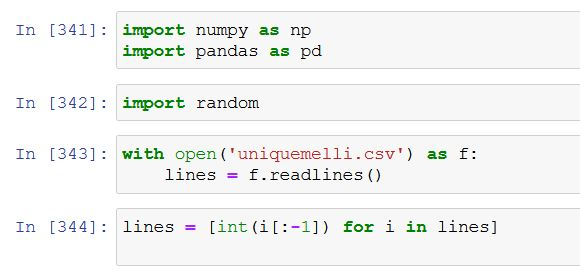 In [341]: import numpy as np
import pandas as pd
In [342]: import random
In [343]: with open('uniquemelli.csv') as f:
    lines = f.readlines()
In [344]: lines = [int(i[:-1]) for i in lines]